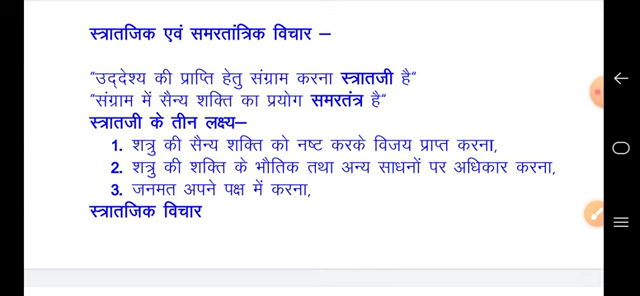 स्त्रातजिक एवं समरतांत्रिक विचार –
"उद्देश्य की प्राप्ति हेतु संग्राम करना स्त्रातजी है"
"संग्राम में सैन्य शक्ति का प्रयोग समरतंत्र है"
स्त्रातजी के तीन लक्ष्य–
1. शत्रु की सैन्य शक्ति को नष्ट करके विजय प्राप्त करना,
2. शत्रु की शक्ति के भौतिक तथा अन्य साधनों पर अधिकार करना,
3. जनमत अपने पक्ष में करना,
स्त्रातजिक विचार